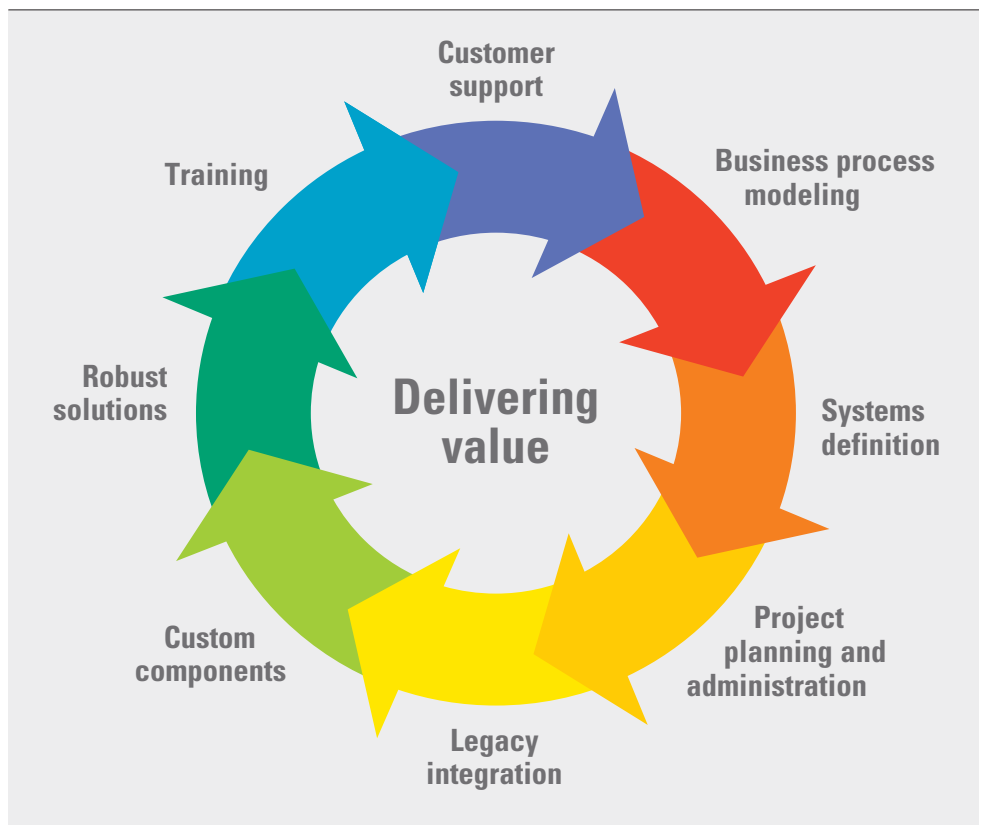 Customer
support
Business process
modeling
Systems
definition
Project
planning and
administration
Legacy
integration
Custom
components
Robust
solutions
Training
Delivering
value